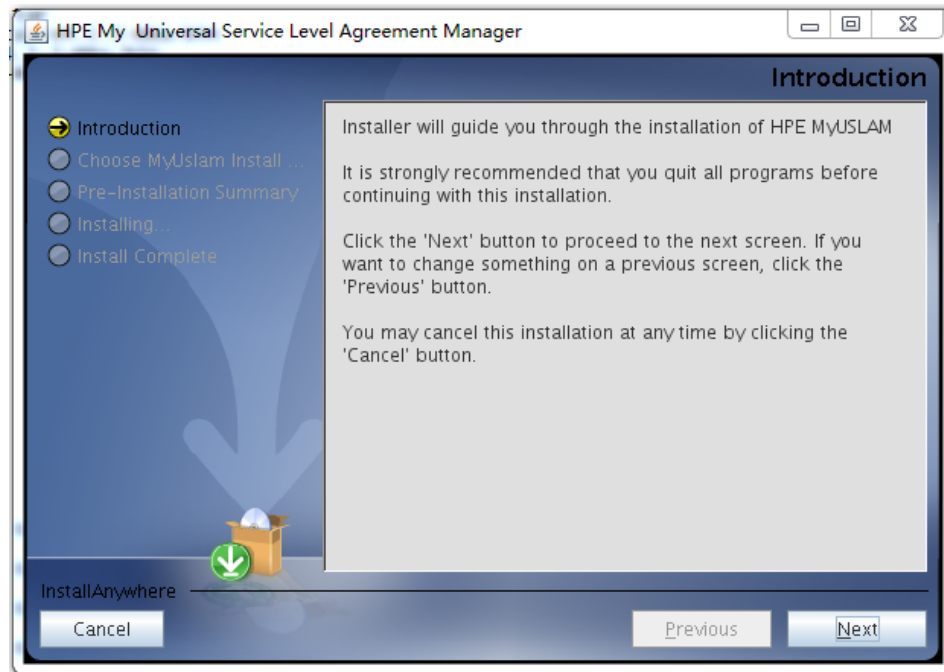 HPE My  Universal Service Level Agreement Manager
Introduction
Introduction
Choose MyUslam Install ...
Pre-Installation Summary
Installing...
Install Complete
Installer will guide you through the installation of HPE MyUSLAM
It is strongly recommended that you quit all programs before
continuing with this installation.
Click the 'Next' button to proceed to the next screen. If you
want to change something on a previous screen, click the
'Previous' button.
You may cancel this installation at any time by clicking the
'Cancel' button.
InstallAnywhere
Cancel
Previous
Next